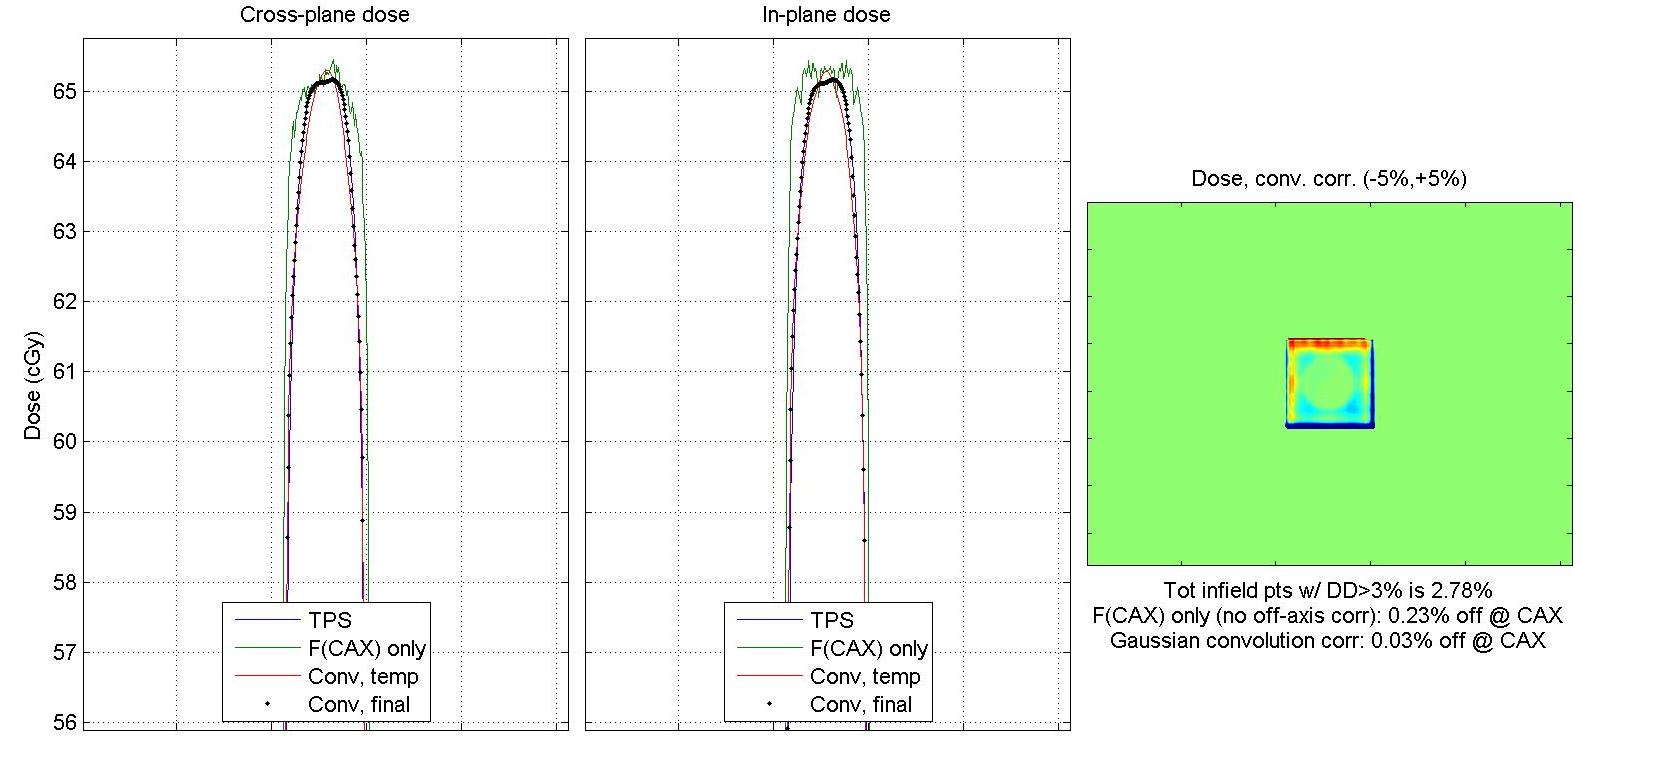 Cross-plane dose
In-plane dose
Dose (cGy)
65
64
63
62
61
60
59
58
57
56
TPS
F(CAX) only
Conv, temp
Conv, final
TPS
F(CAX) only
Conv, temp
Conv, final
Dose, conv. corr. (-5%,+5%)
Tot infield pts w/ DD>3% is 2.78%
F(CAX) only (no off-axis corr): 0.23% off @ CAX
Gaussian convolution corr: 0.03% off @ CAX